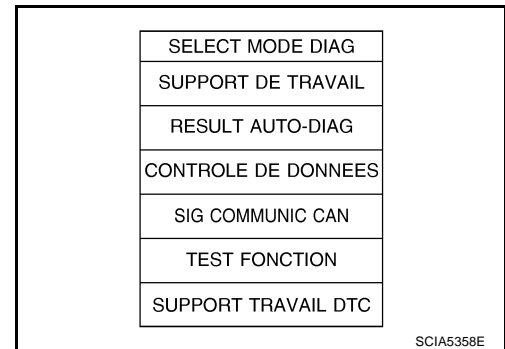 SELECT MODE DIAG
SUPPORT DE TRAVAIL
RESULT AUTO-DIAG
CONTROLE DE DONNEES
SIG COMMUNIC CAN
TEST FONCTION
SUPPORT TRAVAIL DTC
SCIA5358E